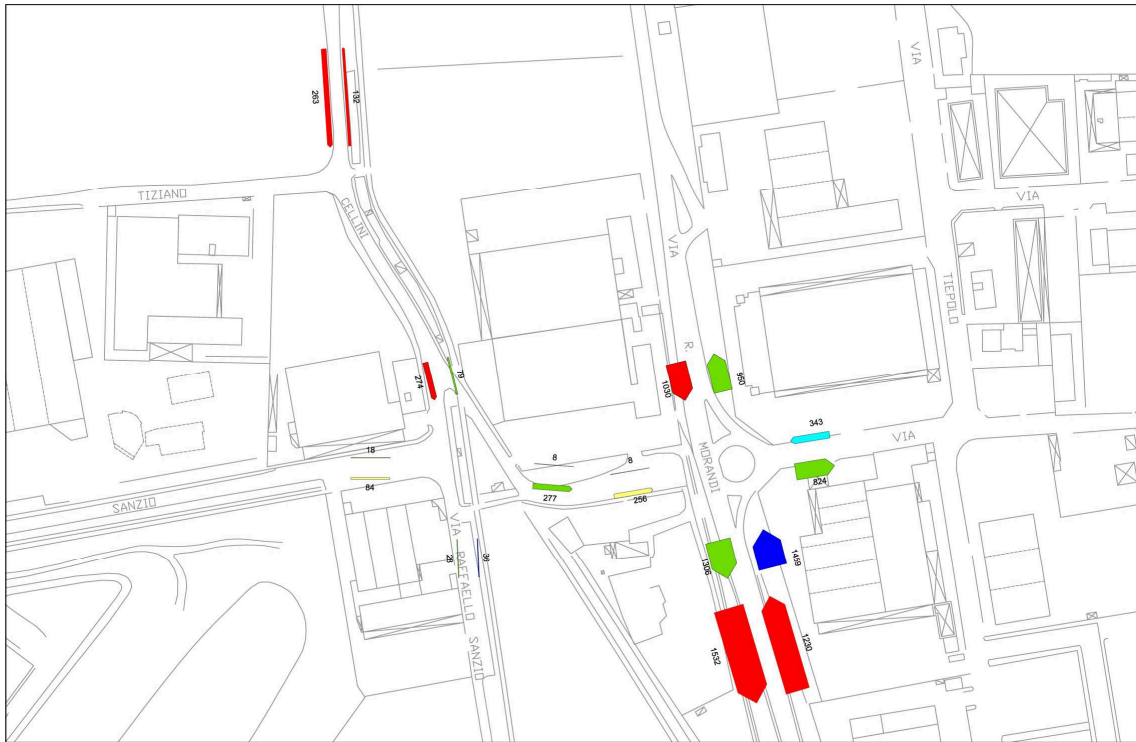 VIA
263
132
TIZIANO
VIA
CELLINI
VIA
TIEPOLO
R.
274
79
1030
950
343
VIA
18
8
8
MORANDI
84
277
256
824
SANZIO
VIA RAFFAELLO
28
36
1306
1459
SANZIO
1532
1230